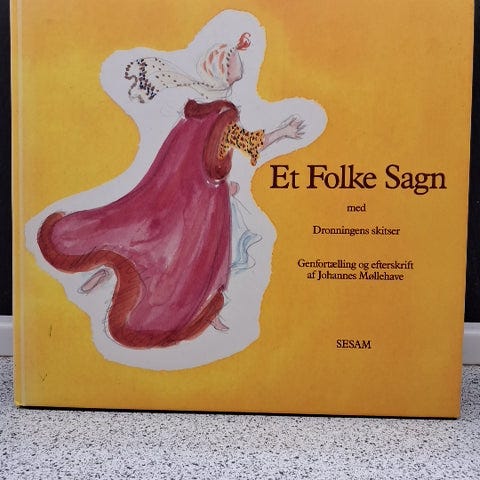 Et Folke Sagn
med
Dronningens skitser
Genfortælling og efterskrift
af Johannes Møllehave
SESAM